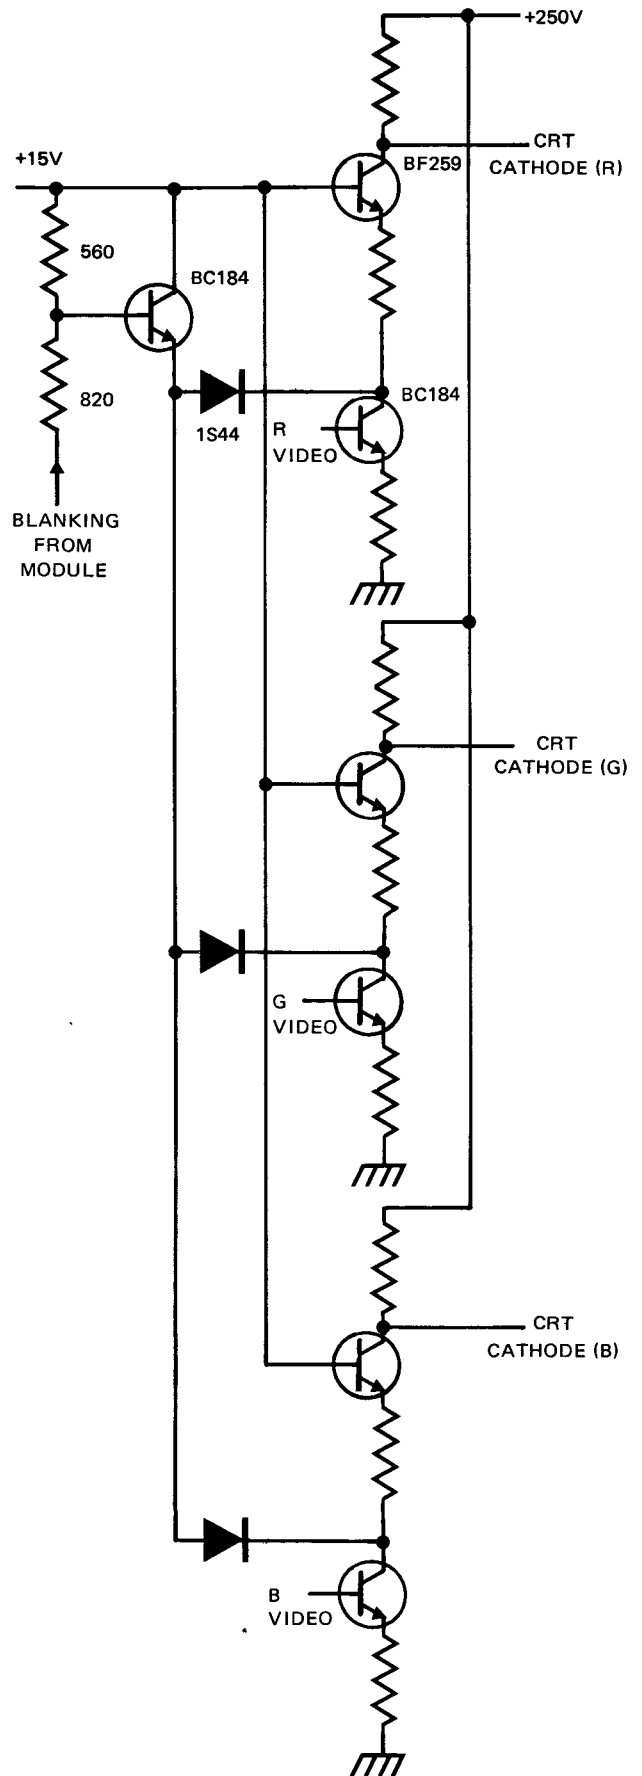 +250V
CRT
CATHODE (R)
+15V
BF259
560
BC184
820
1S44
BC184
R
VIDEO
BLANKING
FROM
MODULE
CRT
CATHODE (G)
G
VIDEO
CRT
CATHODE (B)
B
VIDEO